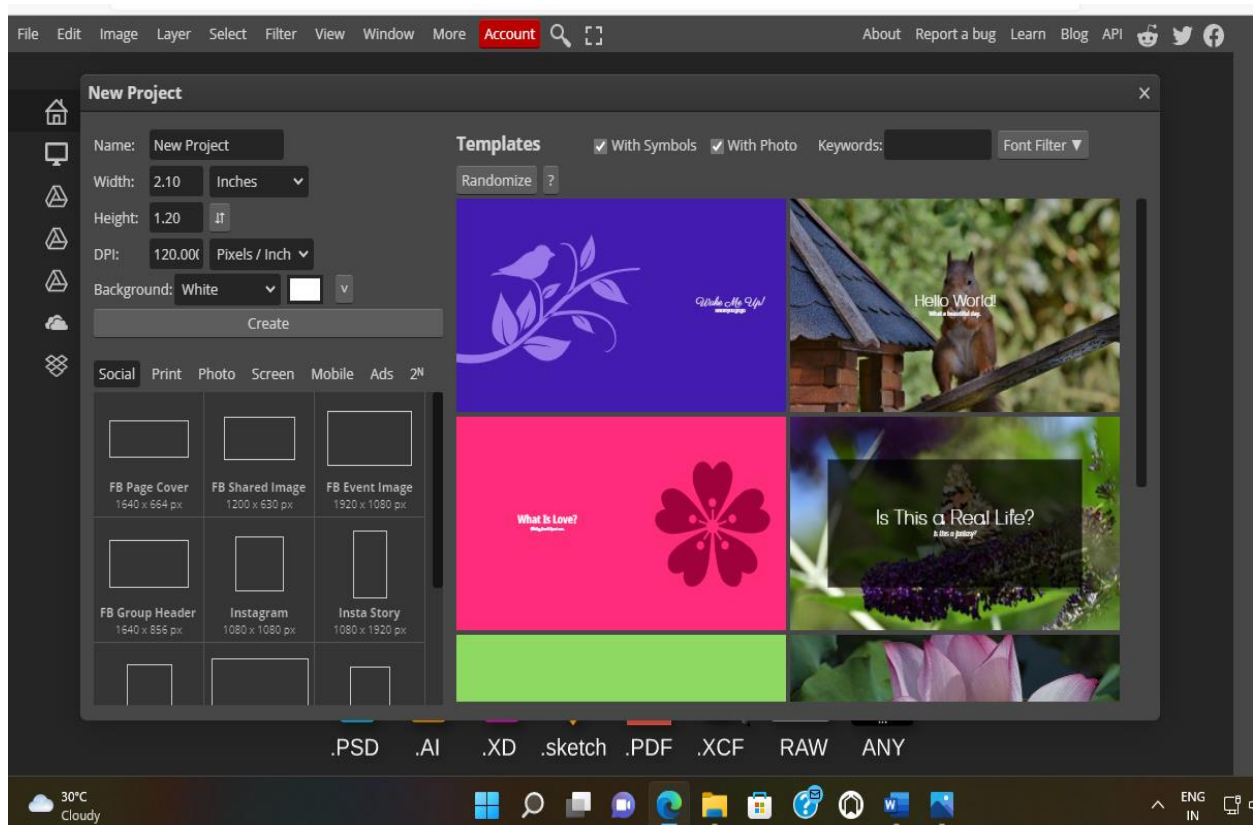 File Edit Image Layer Select Filter View Window More Account About Report a bug Learn Blog API
New Project
Name: New Project
Width: 2.10 Inches
Height: 1.20
DPI: 120.00 Pixels / Inch
Background: White v
Create
Social Print Photo Screen Mobile Ads 2ᴺ
FB Page Cover
1640 x 664 px
FB Shared Image
1200 x 630 px
FB Event Image
1920 x 1080 px
FB Group Header
1640 x 856 px
Instagram
1080 x 1080 px
Insta Story
1080 x 1920 px
Templates With Symbols With Photo Keywords: Font Filter ▼
Randomize ?
Wake Me Up!
Hello World!
What a beautiful day.
What Is Love?
Is This a Real Life?
Is this a fantasy?
.PSD .AI .XD .sketch .PDF .XCF RAW ANY
30°C
Cloudy
ENG
IN